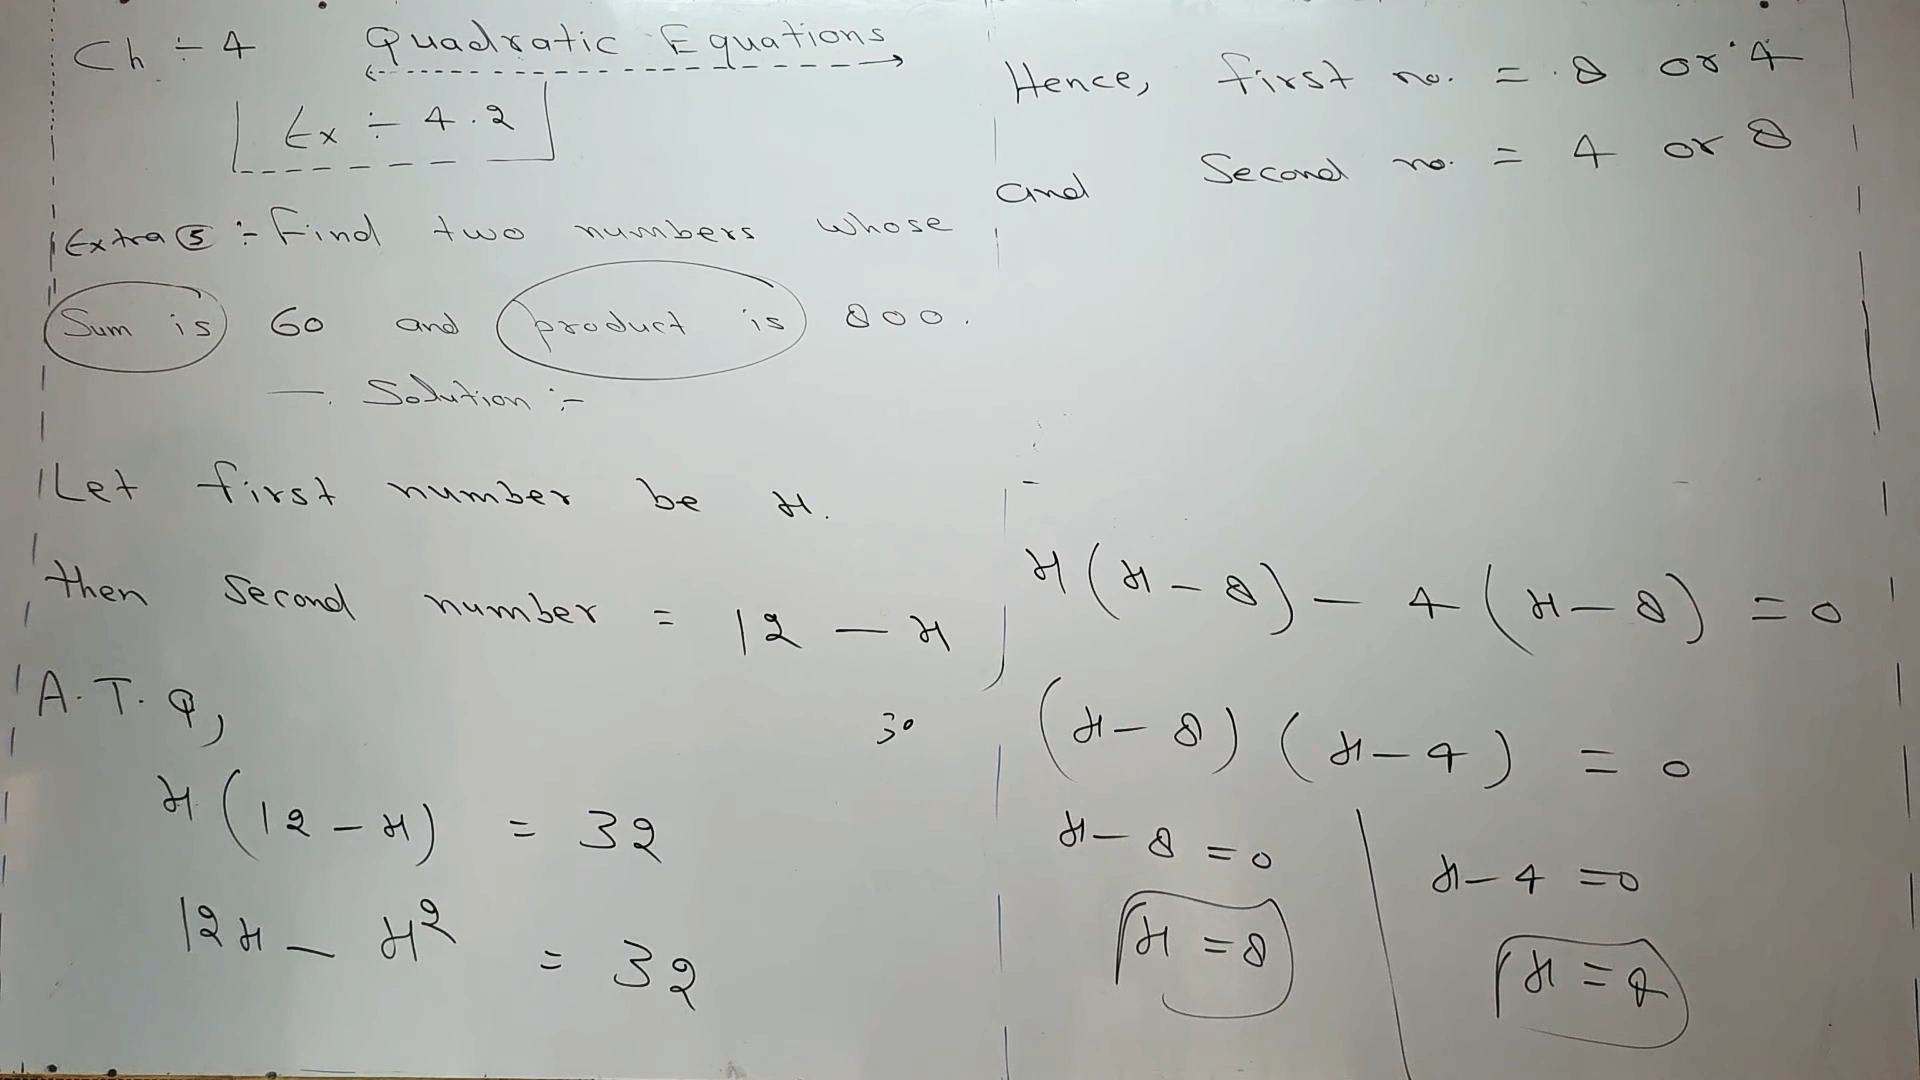 Ch ÷ 4 Quadratic Equations
Ex ÷ 4.2
Extra 5 :- Find two numbers whose
Sum is 60 and product is 800.
Solution :-
Let first number be x.
then second number = 12 - x
A.T.Q,
x(12 - x) = 32
12x - x² = 32
Hence, first no. = 8 or 4
and Second no. = 4 or 8
x(x - 8) - 4(x - 8) = 0
(x - 8)(x - 4) = 0
x - 8 = 0 x - 4 = 0
x = 8